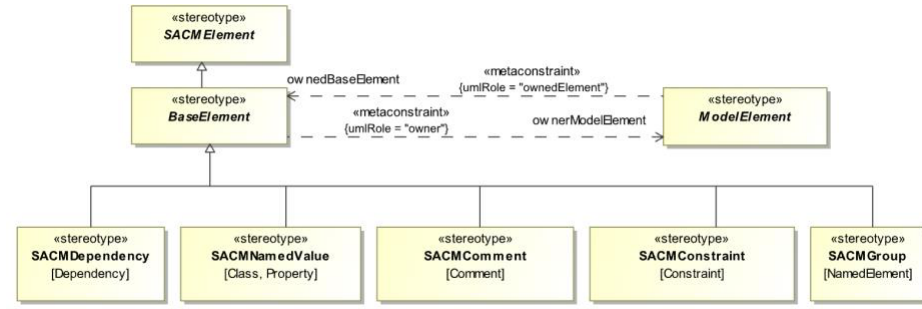 «stereotype»
SACMElement
ownedBaseElement
«metaconstraint»
{umlRole = "ownedElement"}
«stereotype»
BaseElement
«metaconstraint»
{umlRole = "owner"}
ownerModelElement
«stereotype»
ModelElement
«stereotype»
SACMDependency
[Dependency]
«stereotype»
SACMNamedValue
[Class, Property]
«stereotype»
SACMComment
[Comment]
«stereotype»
SACMConstraint
[Constraint]
«stereotype»
SACMGroup
[NamedElement]